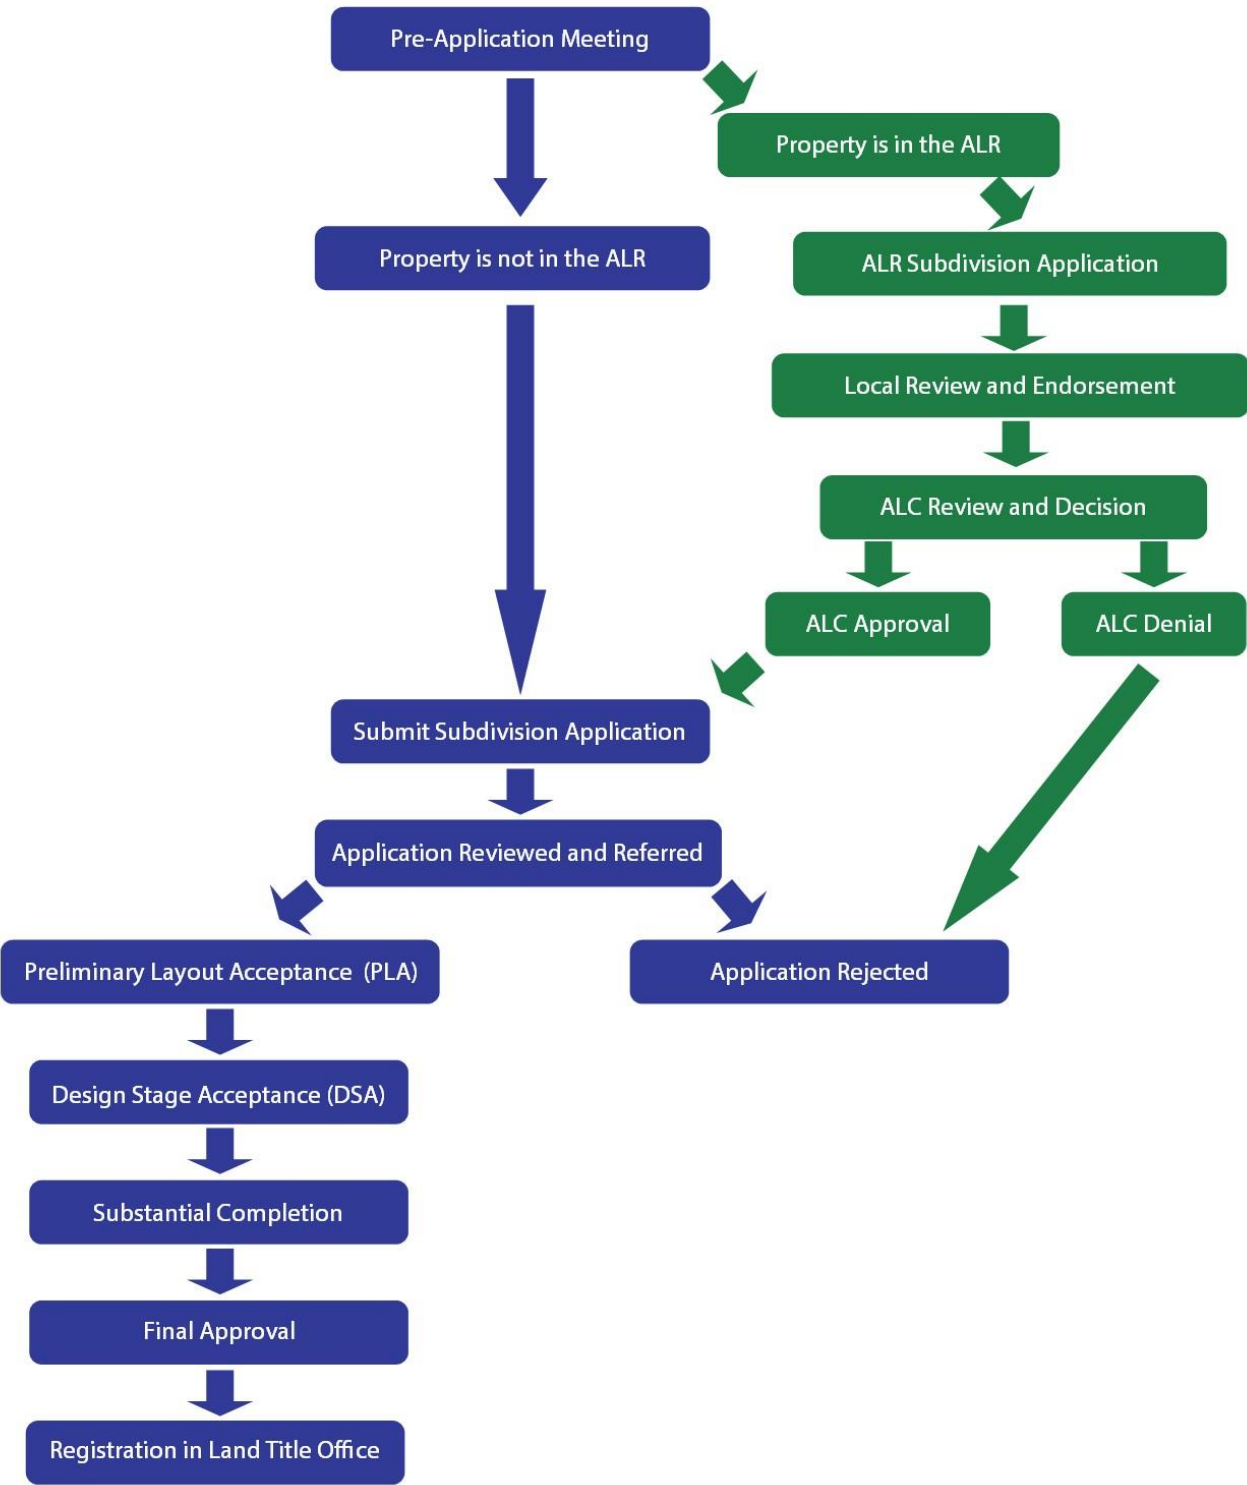 Pre-Application Meeting
Property is in the ALR
Property is not in the ALR
ALR Subdivision Application
Local Review and Endorsement
ALC Review and Decision
ALC Approval
ALC Denial
Submit Subdivision Application
Application Reviewed and Referred
Preliminary Layout Acceptance (PLA)
Application Rejected
Design Stage Acceptance (DSA)
Substantial Completion
Final Approval
Registration in Land Title Office